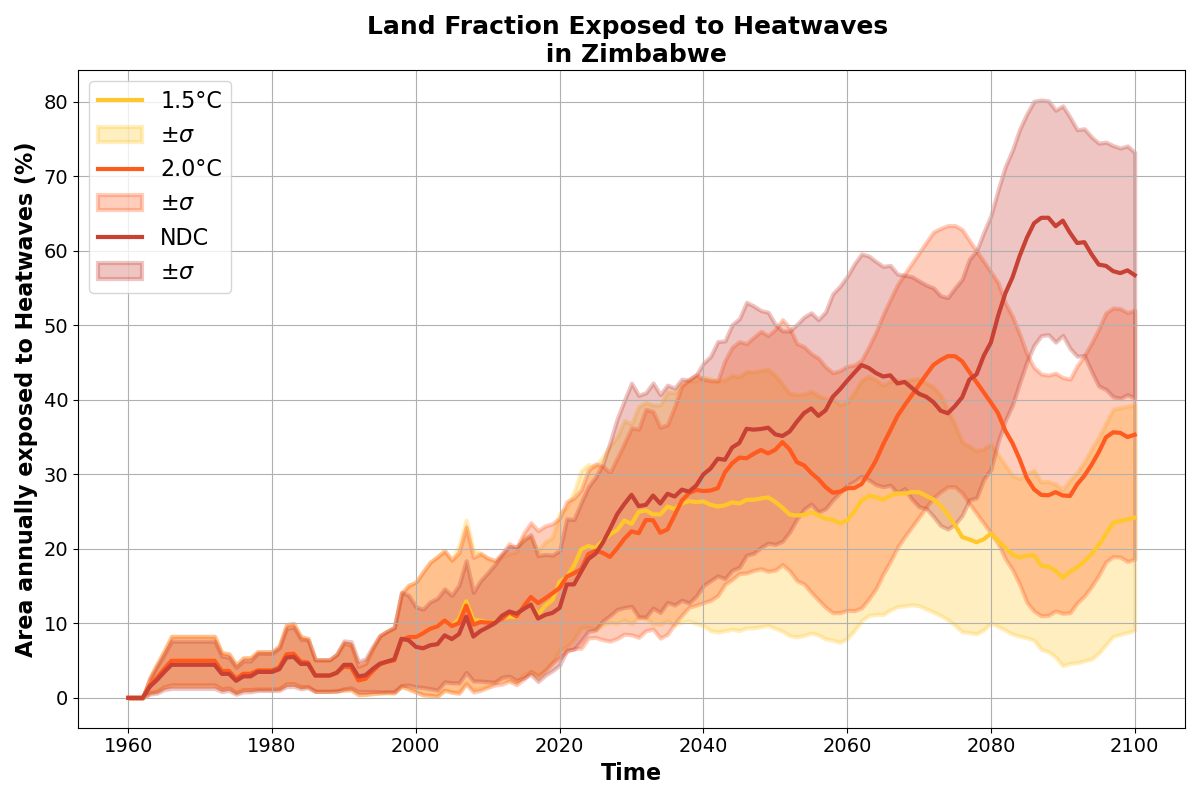 Land Fraction Exposed to Heatwaves
in Zimbabwe
1.5°C
±σ
2.0°C
±σ
NDC
±σ
Area annually exposed to Heatwaves (%)
80
70
60
50
40
30
20
10
0
1960 1980 2000 2020 2040 2060 2080 2100
Time